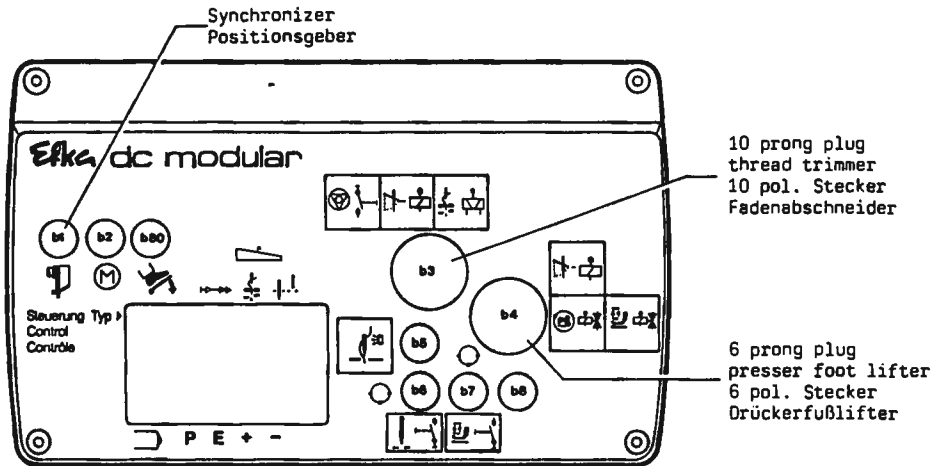 Synchronizer
Positionsgeber
Efka dc modular
10 prong plug
thread trimmer
10 pol. Stecker
Fadenabschneider
b1 b2 b80
b3
M
b4
Steuerung Typ
Control
Contrôle
b5
6 prong plug
presser foot lifter
6 pol. Stecker
Drückerfußlifter
b6 b7 b8
P E + -